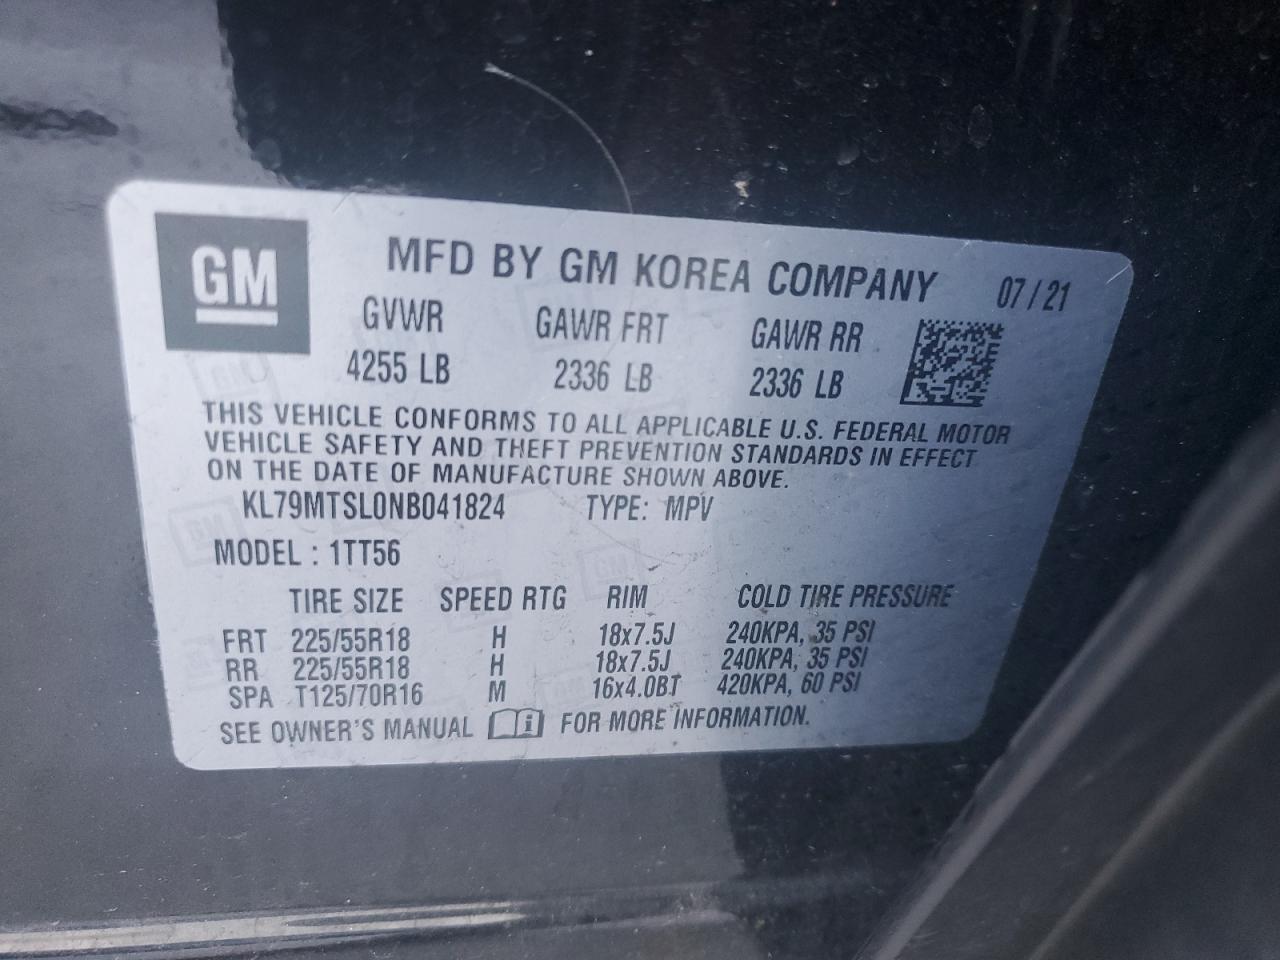 GM
MFD BY GM KOREA COMPANY 07/21
GVWR GAWR FRT GAWR RR
4255 LB 2336 LB 2336 LB
THIS VEHICLE CONFORMS TO ALL APPLICABLE U.S. FEDERAL MOTOR
VEHICLE SAFETY AND THEFT PREVENTION STANDARDS IN EFFECT
ON THE DATE OF MANUFACTURE SHOWN ABOVE.
KL79MTSL0NB041824 TYPE: MPV
MODEL : 1TT56
TIRE SIZE SPEED RTG RIM COLD TIRE PRESSURE
FRT 225/55R18 H 18x7.5J 240KPA, 35 PSI
RR 225/55R18 H 18x7.5J 240KPA, 35 PSI
SPA T125/70R16 M 16x4.0BT 420KPA, 60 PSI
SEE OWNER'S MANUAL i FOR MORE INFORMATION.